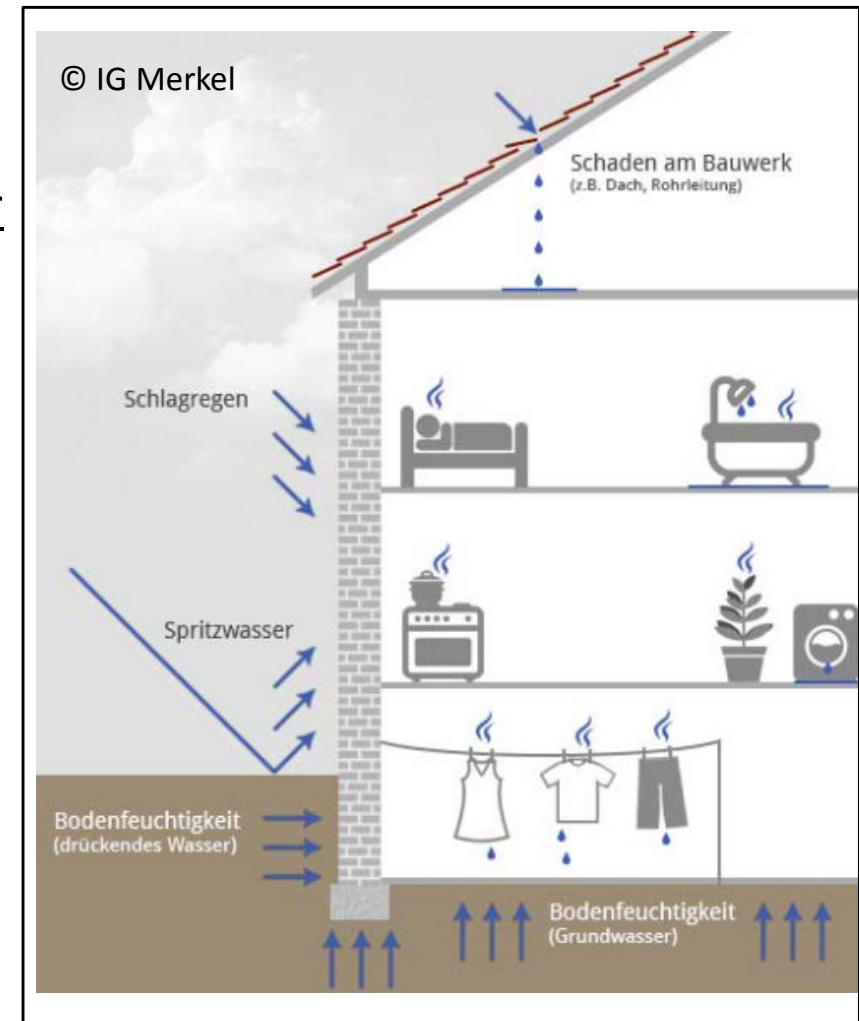 © IG Merkel
Schaden am Bauwerk
(z.B. Dach, Rohrleitung)
Schlagregen
Spritzwasser
Bodenfeuchtigkeit
(drückendes Wasser)
Bodenfeuchtigkeit
(Grundwasser)